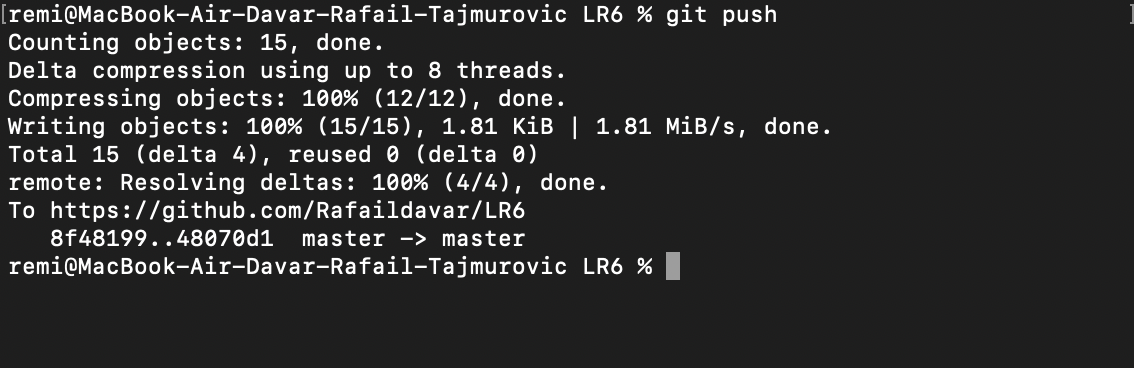 [remi@MacBook-Air-Davar-Rafail-Tajmurovic LR6 % git push ]
Counting objects: 15, done.
Delta compression using up to 8 threads.
Compressing objects: 100% (12/12), done.
Writing objects: 100% (15/15), 1.81 KiB | 1.81 MiB/s, done.
Total 15 (delta 4), reused 0 (delta 0)
remote: Resolving deltas: 100% (4/4), done.
To https://github.com/Rafaildavar/LR6
   8f48199..48070d1  master -> master
remi@MacBook-Air-Davar-Rafail-Tajmurovic LR6 %